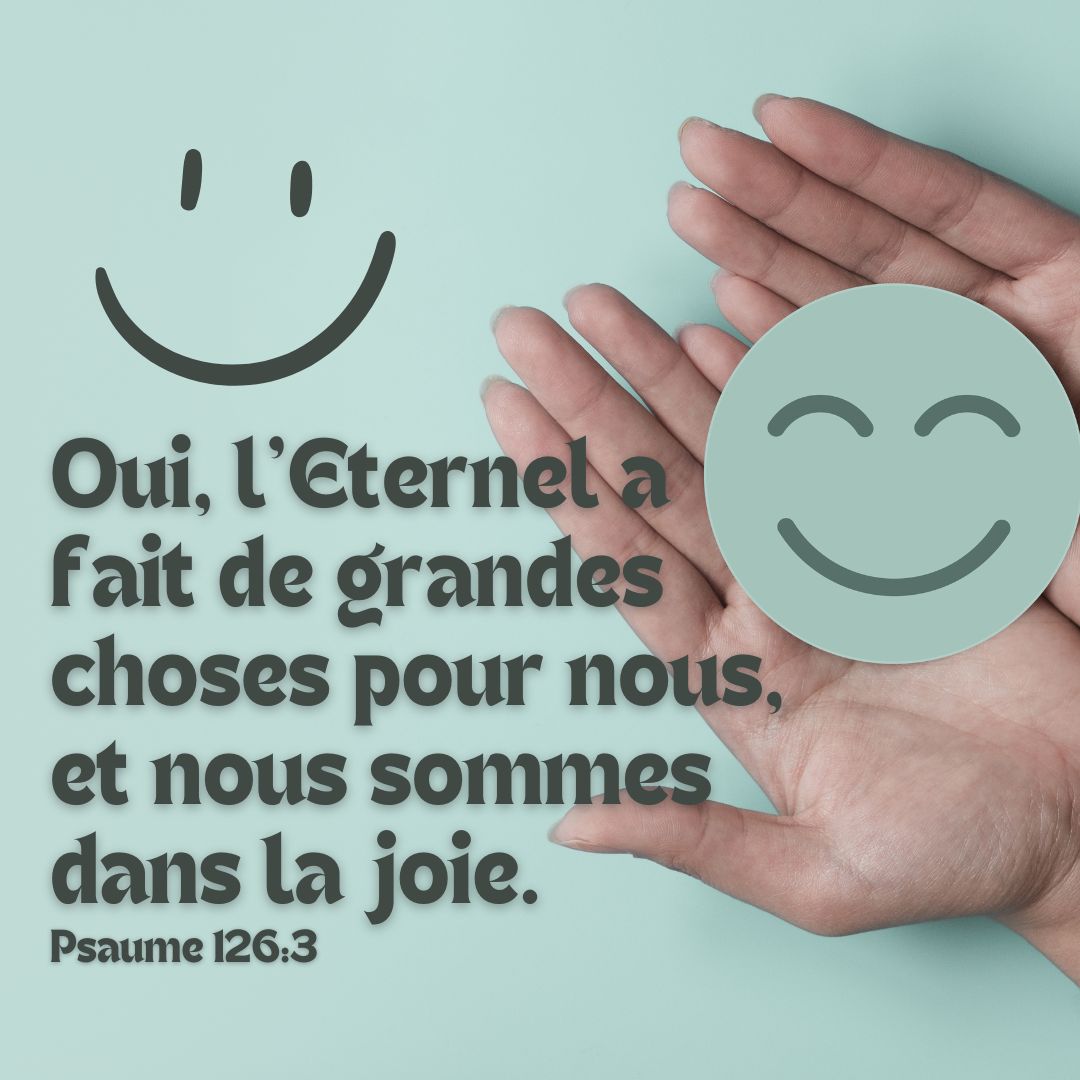 Oui, l’Eternel a
fait de grandes
choses pour nous,
et nous sommes
dans la joie.
Psaume 126:3